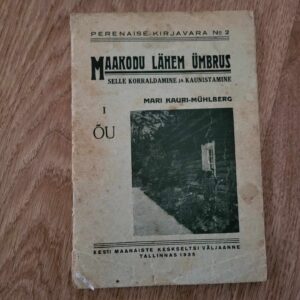 PERENAISE KIRJAVARA № 2
MAAKODU LÄHEM ÜMBRUS
SELLE KORRALDAMINE JA KAUNISTAMINE
MARI KAURI-MÜHLBERG
I
ÕU
EESTI MAANAISTE KESKSELTSI VÄLJAANNE
TALLINNAS 1935